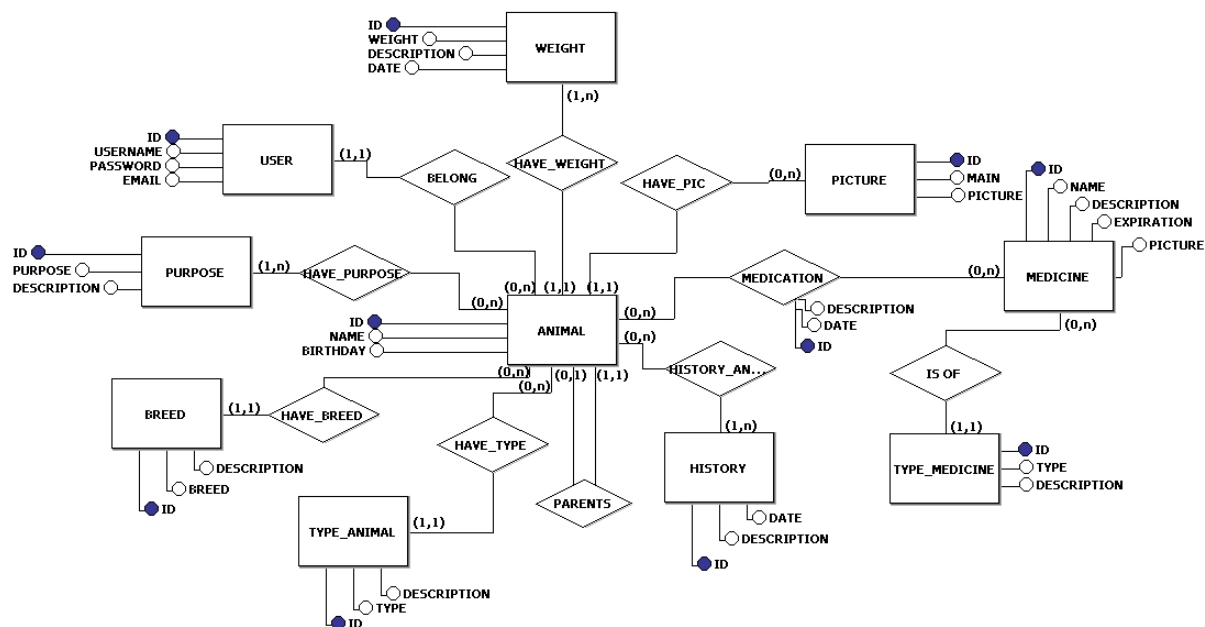 ID
WEIGHT
DESCRIPTION
DATE
WEIGHT
(1,n)
ID
USERNAME
PASSWORD
EMAIL
USER
(1,1)
BELONG
HAVE_WEIGHT
HAVE_PIC
(0,n)
PICTURE
ID
MAIN
PICTURE
ID
NAME
DESCRIPTION
EXPIRATION
PICTURE
MEDICINE
(0,n)
(0,n)
ID
PURPOSE
DESCRIPTION
PURPOSE
(1,n)
HAVE_PURPOSE
(0,n)
(0,n)
(1,1)
(1,1)
MEDICATION
DESCRIPTION
DATE
ID
(0,n)
(0,n)
ID
NAME
BIRTHDAY
ANIMAL
(0,n)
(0,n)
(0,1)
(1,1)
HISTORY_AN...
(1,n)
IS OF
(1,1)
BREED
(1,1)
HAVE_BREED
DESCRIPTION
BREED
ID
HAVE_TYPE
(1,1)
PARENTS
HISTORY
DATE
DESCRIPTION
ID
TYPE_MEDICINE
ID
TYPE
DESCRIPTION
TYPE_ANIMAL
DESCRIPTION
TYPE
ID